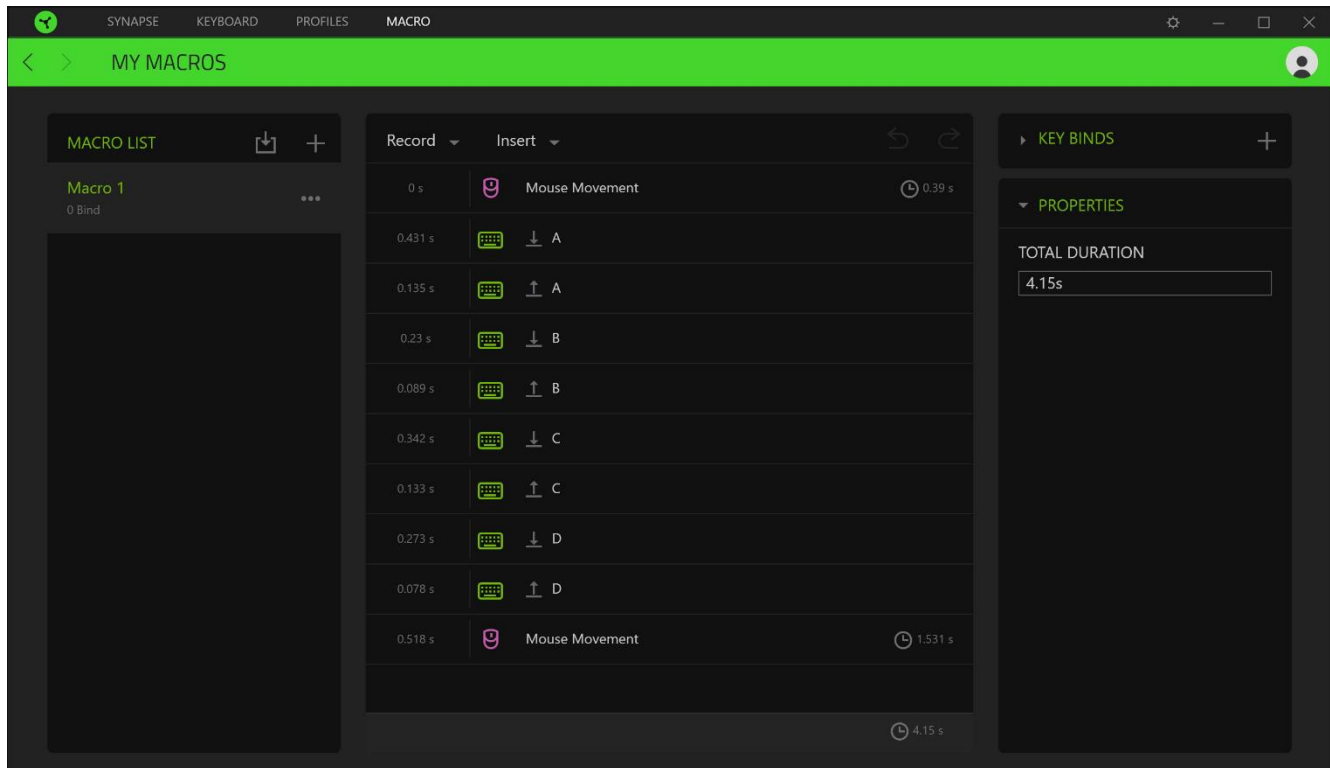 SYNAPSE KEYBOARD PROFILES MACRO
MY MACROS
MACRO LIST
Macro 1
0 Bind
Record Insert
0 s Mouse Movement 0.39 s
0.431 s A
0.135 s A
0.23 s B
0.089 s B
0.342 s C
0.133 s C
0.273 s D
0.078 s D
0.518 s Mouse Movement 1.531 s
4.15 s
KEY BINDS
PROPERTIES
TOTAL DURATION
4.15s